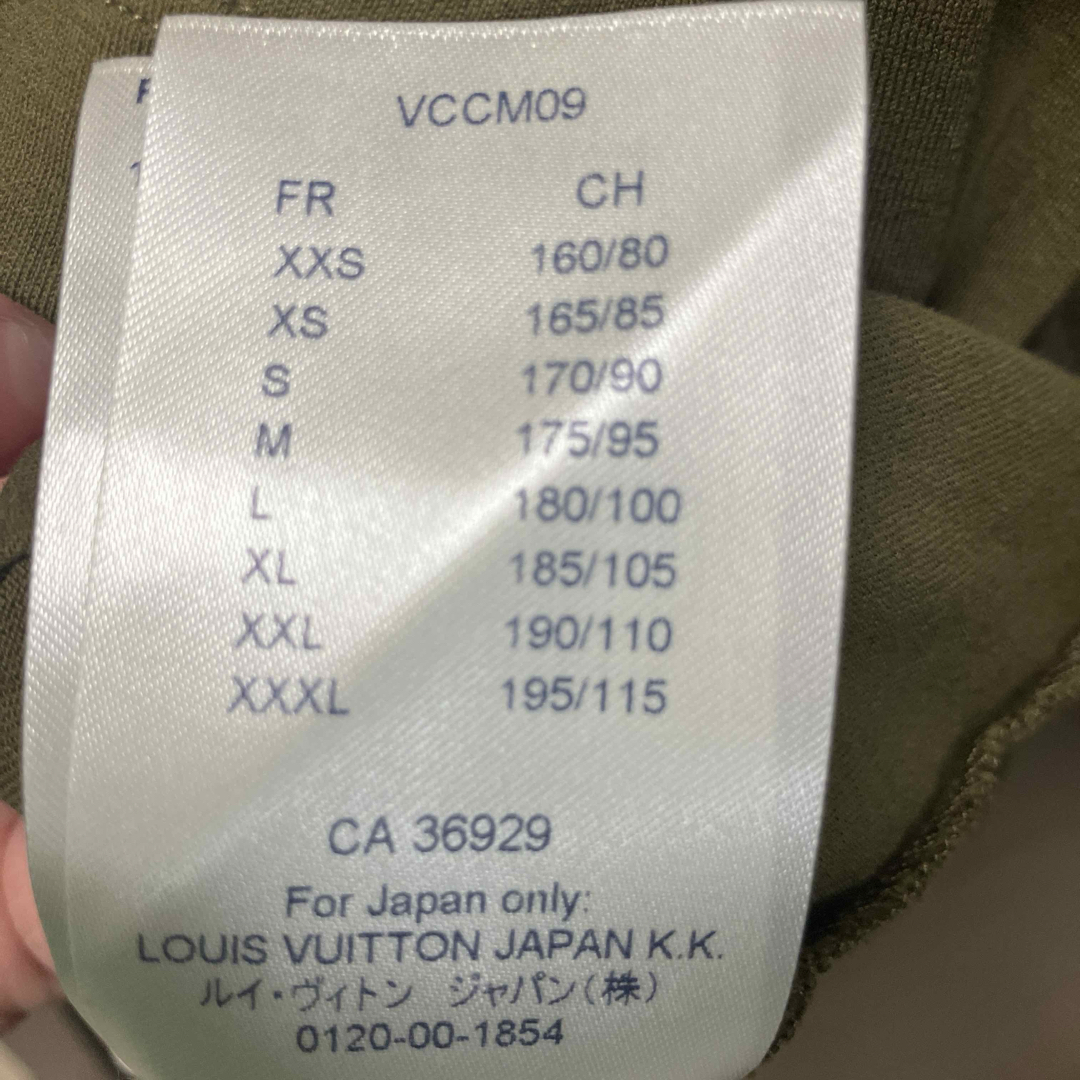 VCCM09
FR CH
XXS 160/80
XS 165/85
S 170/90
M 175/95
L 180/100
XL 185/105
XXL 190/110
XXXL 195/115
CA 36929
For Japan only:
LOUIS VUITTON JAPAN K.K.
ルイ・ヴィトン ジャパン(株)
0120-00-1854